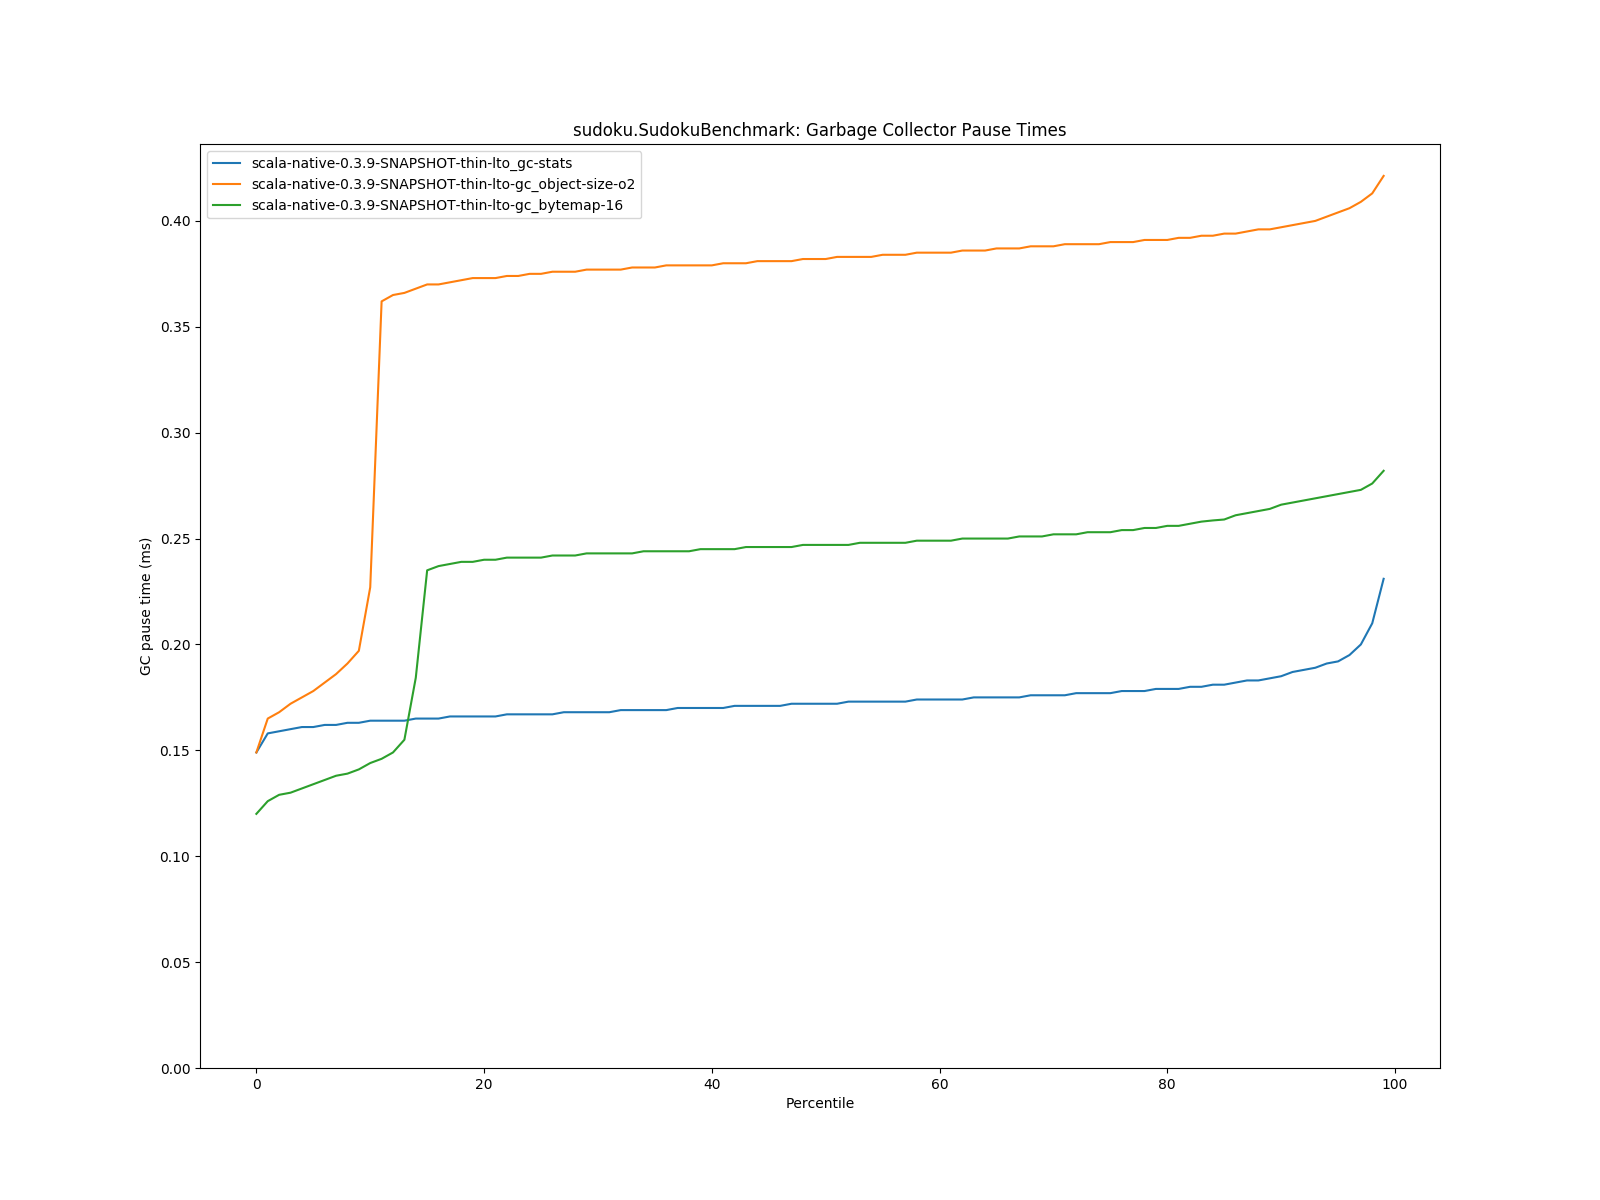 sudoku.SudokuBenchmark: Garbage Collector Pause Times
scala-native-0.3.9-SNAPSHOT-thin-lto_gc-stats
scala-native-0.3.9-SNAPSHOT-thin-lto-gc_object-size-o2
scala-native-0.3.9-SNAPSHOT-thin-lto-gc_bytemap-16
GC pause time (ms)
0.40
0.35
0.30
0.25
0.20
0.15
0.10
0.05
0.00
0 20 40 60 80 100
Percentile